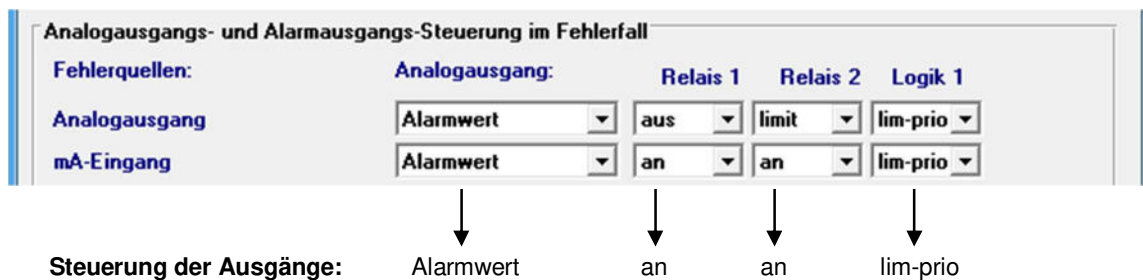 Analogausgangs- und Alarmausgangs-Steuerung im Fehlerfall
Fehlerquellen: Analogausgang: Relais 1 Relais 2 Logik 1
Analogausgang Alarmwert aus limit lim-prio
mA-Eingang Alarmwert an an lim-prio
Steuerung der Ausgänge: Alarmwert an an lim-prio